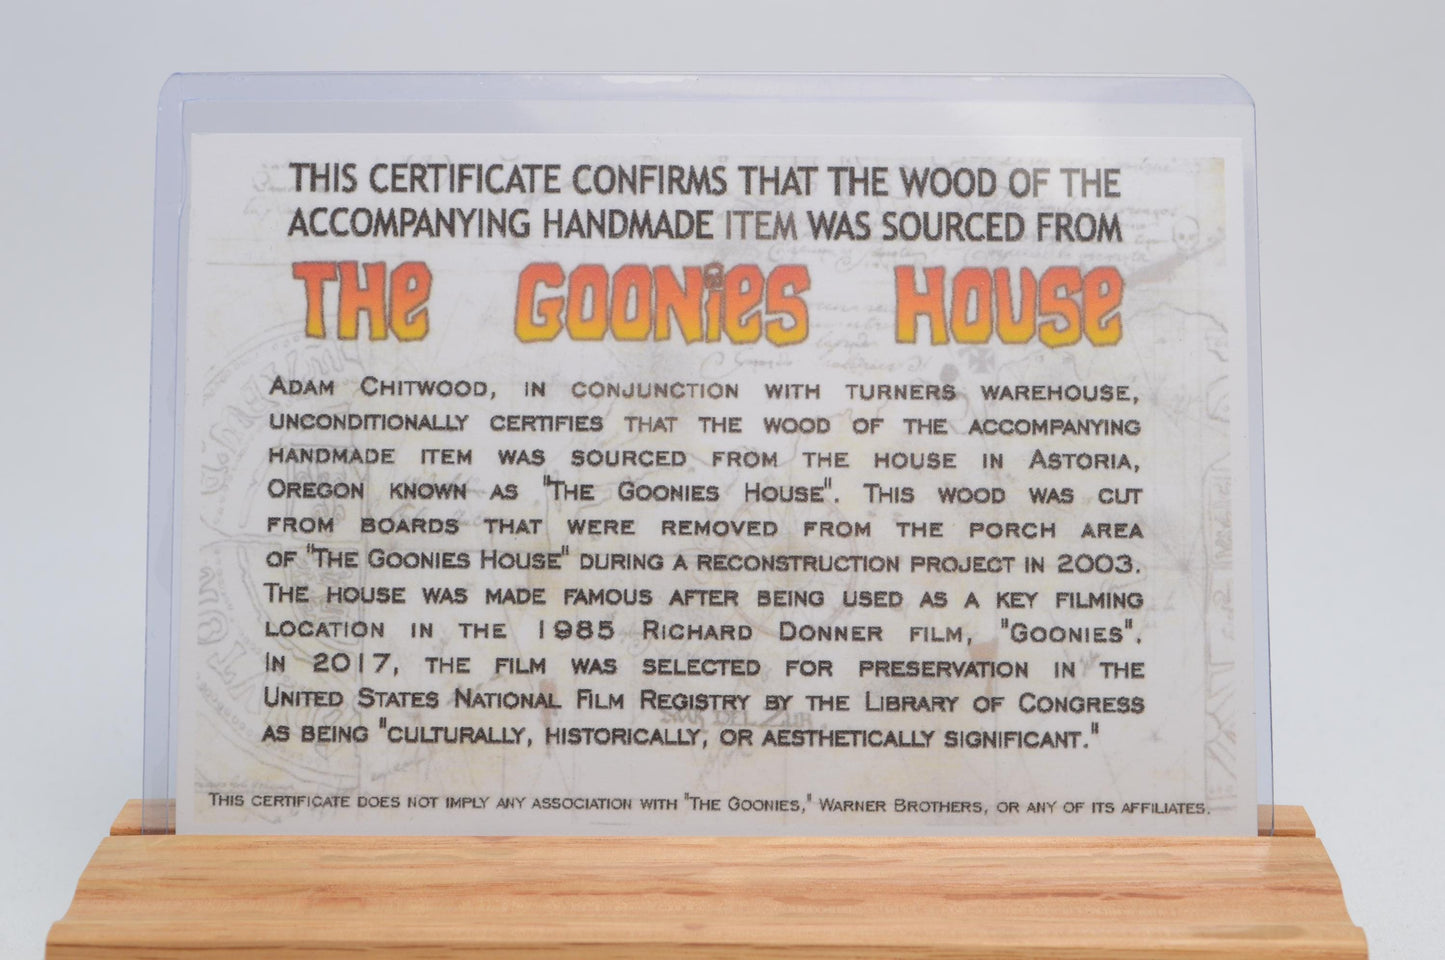 THIS CERTIFICATE CONFIRMS THAT THE WOOD OF THE
ACCOMPANYING HANDMADE ITEM WAS SOURCED FROM
THE GOONIES HOUSE
ADAM CHITWOOD, IN CONJUNCTION WITH TURNERS WAREHOUSE,
UNCONDITIONALLY CERTIFIES THAT THE WOOD OF THE ACCOMPANYING
HANDMADE ITEM WAS SOURCED FROM THE HOUSE IN ASTORIA,
OREGON KNOWN AS "THE GOONIES HOUSE". THIS WOOD WAS CUT
FROM BOARDS THAT WERE REMOVED FROM THE PORCH AREA
OF "THE GOONIES HOUSE" DURING A RECONSTRUCTION PROJECT IN 2003.
THE HOUSE WAS MADE FAMOUS AFTER BEING USED AS A KEY FILMING
LOCATION IN THE 1985 RICHARD DONNER FILM, "GOONIES".
IN 2017, THE FILM WAS SELECTED FOR PRESERVATION IN THE
UNITED STATES NATIONAL FILM REGISTRY BY THE LIBRARY OF CONGRESS
AS BEING "CULTURALLY, HISTORICALLY, OR AESTHETICALLY SIGNIFICANT."
THIS CERTIFICATE DOES NOT IMPLY ANY ASSOCIATION WITH "THE GOONIES," WARNER BROTHERS, OR ANY OF ITS AFFILIATES.